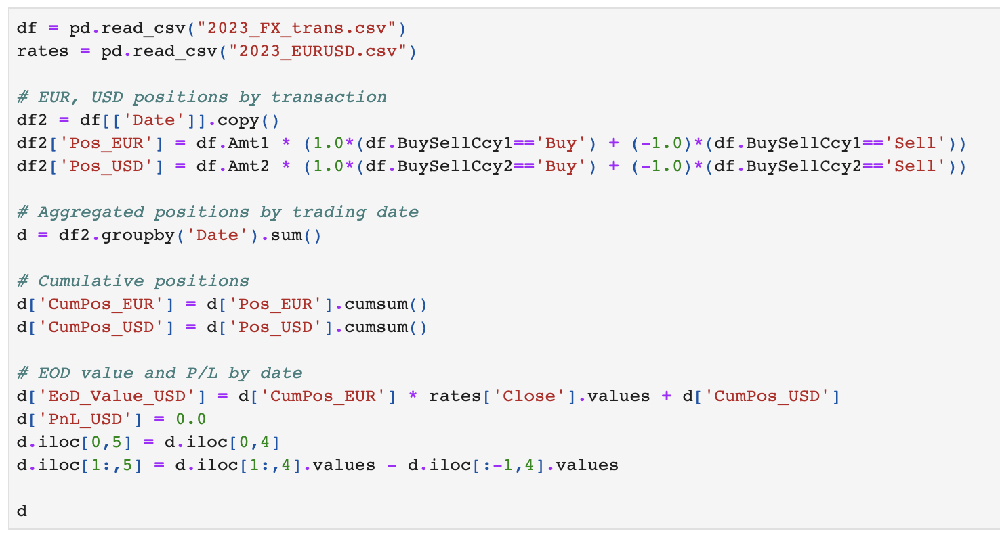 df = pd.read_csv("2023_FX_trans.csv")
rates = pd.read_csv("2023_EURUSD.csv")
# EUR, USD positions by transaction
df2 = df[['Date']].copy()
df2['Pos_EUR'] = df.Amt1 * (1.0*(df.BuySellCcy1=='Buy') + (-1.0)*(df.BuySellCcy1=='Sell'))
df2['Pos_USD'] = df.Amt2 * (1.0*(df.BuySellCcy2=='Buy') + (-1.0)*(df.BuySellCcy2=='Sell'))
# Aggregated positions by trading date
d = df2.groupby('Date').sum()
# Cumulative positions
d['CumPos_EUR'] = d['Pos_EUR'].cumsum()
d['CumPos_USD'] = d['Pos_USD'].cumsum()
# EOD value and P/L by date
d['EoD_Value_USD'] = d['CumPos_EUR'] * rates['Close'].values + d['CumPos_USD']
d['PnL_USD'] = 0.0
d.iloc[0,5] = d.iloc[0,4]
d.iloc[1:,5] = d.iloc[1:,4].values - d.iloc[:-1,4].values
d